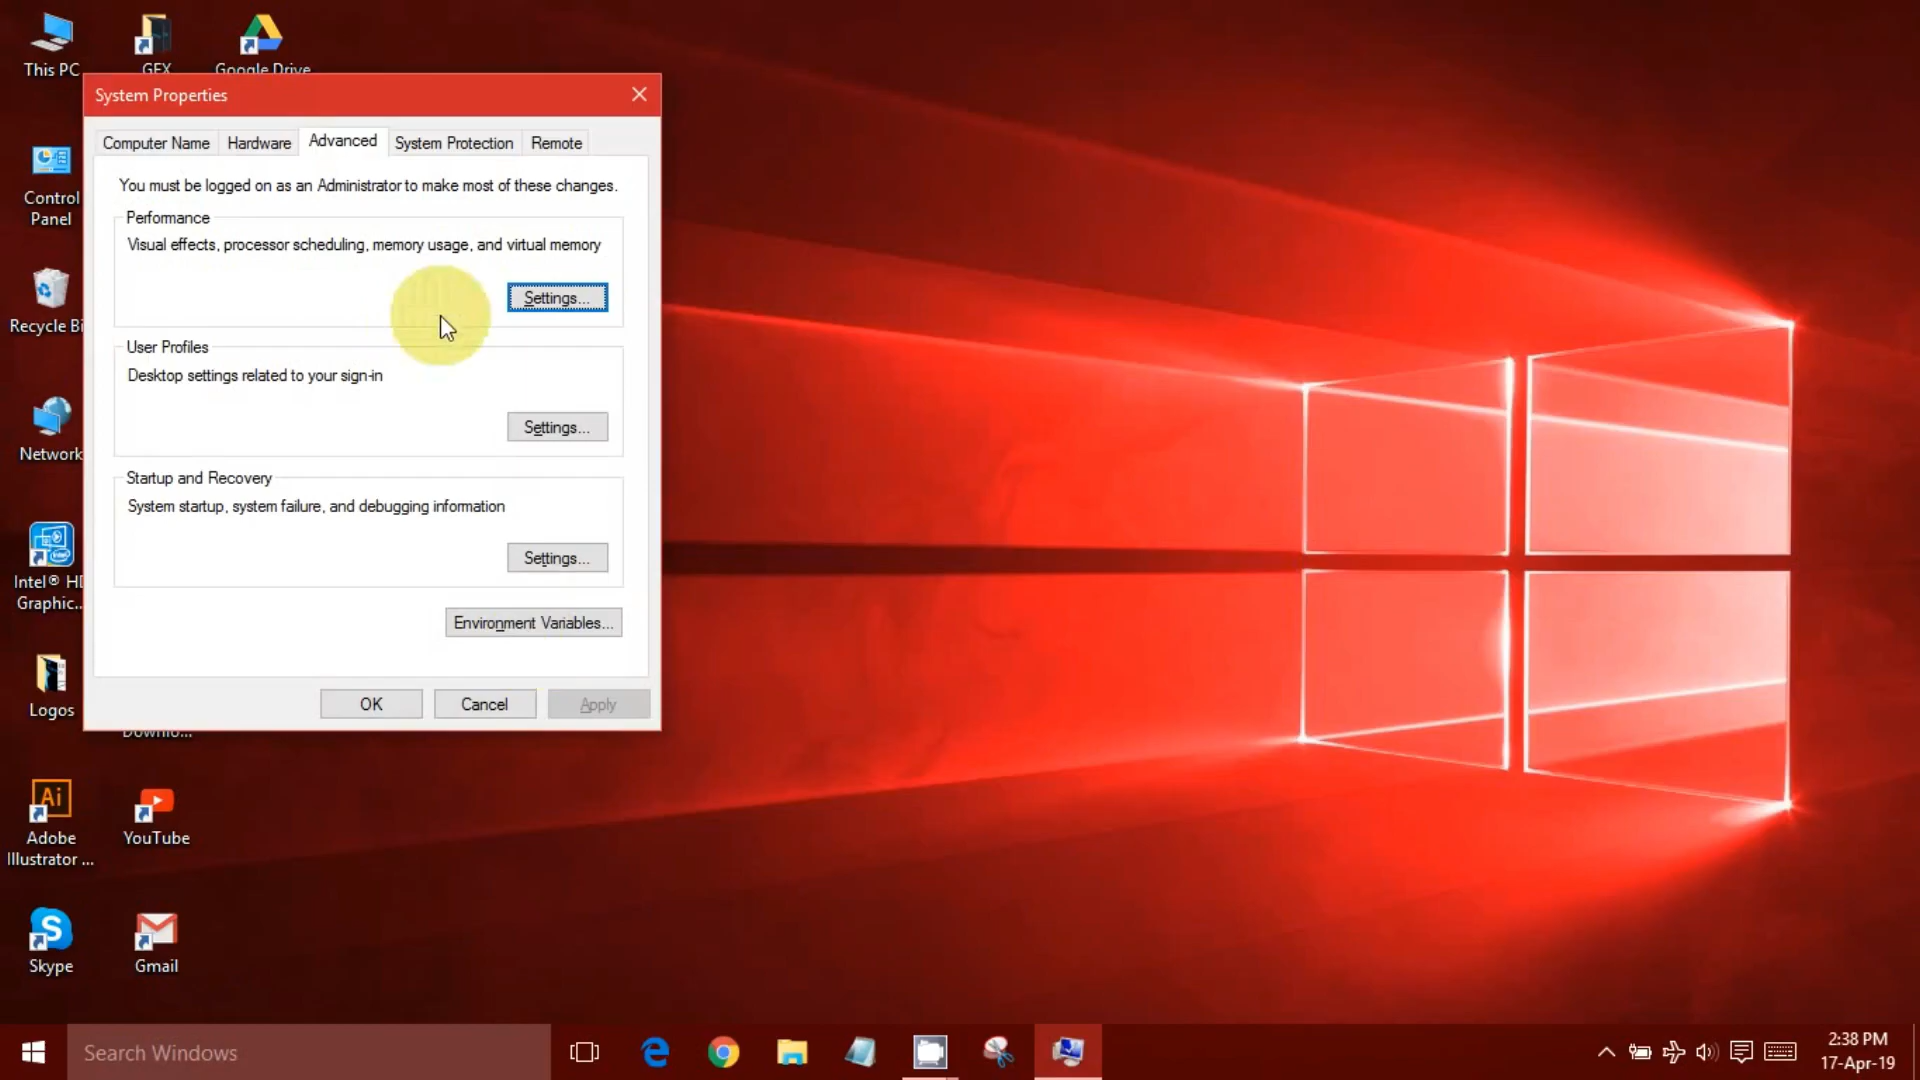 This PC
GFX
Google Drive
System Properties
Computer Name
Hardware
Advanced
System Protection
Remote
You must be logged on as an Administrator to make most of these changes.
Performance
Visual effects, processor scheduling, memory usage, and virtual memory
Settings...
User Profiles
Desktop settings related to your sign-in
Settings...
Startup and Recovery
System startup, system failure, and debugging information
Settings...
Environment Variables...
OK
Cancel
Apply
Control
Panel
Recycle Bi
Network
Intel® HD
Graphic...
Logos
Downlo...
Ai
Adobe
Illustrator ...
YouTube
Skype
Gmail
Search Windows
2:38 PM
17-Apr-19